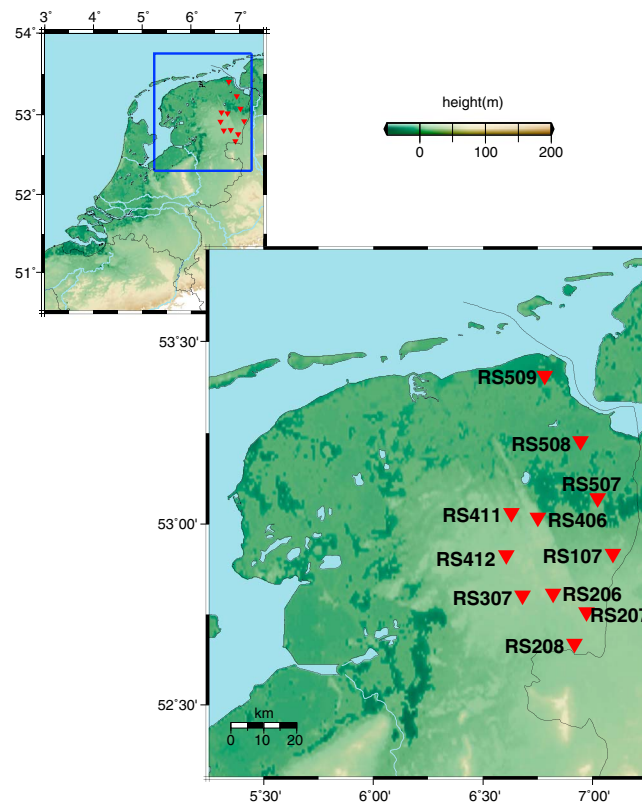 3° 4° 5° 6° 7°
54°
53°
52°
51°
height(m)
0 100 200
53°30'
53°00'
52°30'
RS509
RS508
RS507
RS411
RS406
RS412
RS107
RS307
RS206
RS207
RS208
km
0 10 20
5°30' 6°00' 6°30' 7°00'